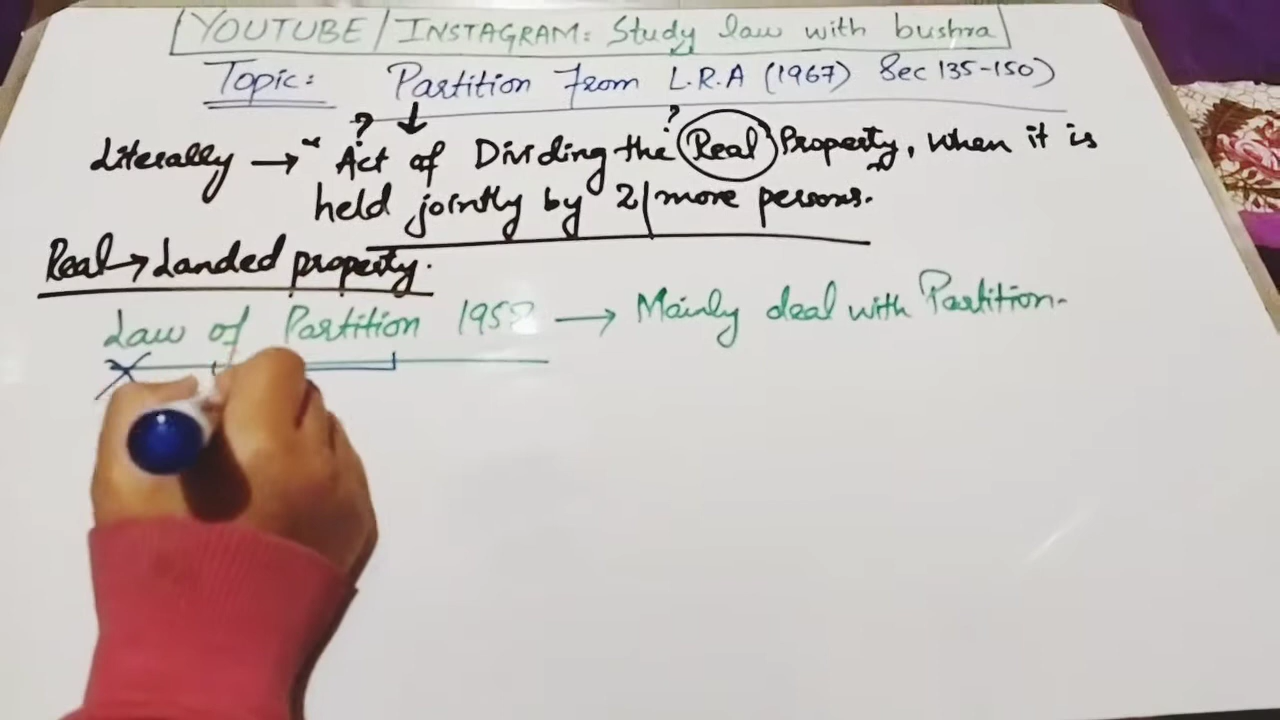 YOUTUBE/INSTAGRAM: Study law with bushra
Topic: Partition From L.R.A (1967) Sec 135-150)
? ?
Literally → " Act of Dividing the Real Property, When it is
held jointly by 2/more persons.
Real → Landed property.
Law of Partition → Mainly deal with Partition.